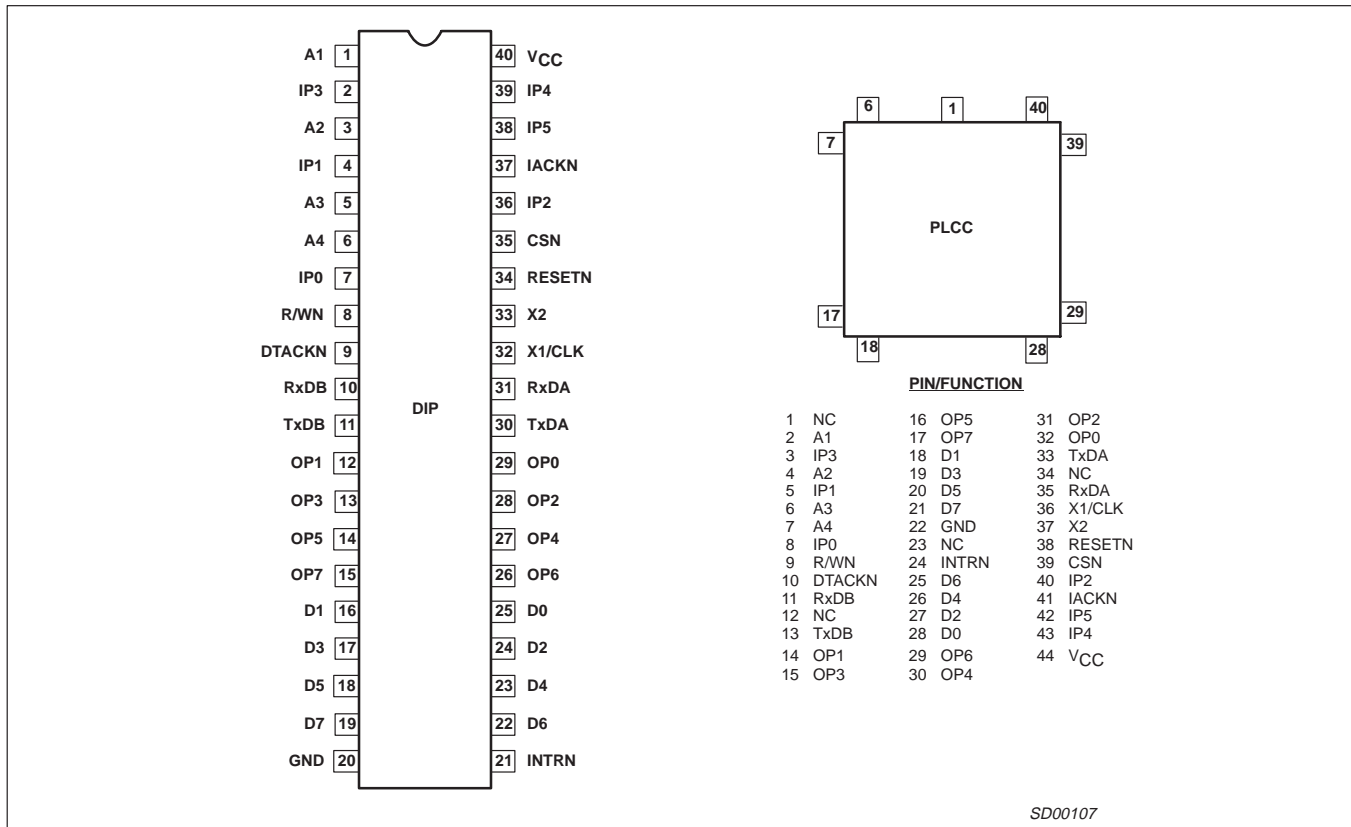 A1 1 40 VCC
IP3 2 39 IP4
A2 3 38 IP5
IP1 4 37 IACKN
A3 5 36 IP2
A4 6 35 CSN
IP0 7 34 RESETN
R/WN 8 33 X2
DTACKN 9 32 X1/CLK
RxDB 10 31 RxDA
DIP
TxDB 11 30 TxDA
OP1 12 29 OP0
OP3 13 28 OP2
OP5 14 27 OP4
OP7 15 26 OP6
D1 16 25 D0
D3 17 24 D2
D5 18 23 D4
D7 19 22 D6
GND 20 21 INTRN
6 1 40
7 39
PLCC
17 29
18 28
PIN/FUNCTION
1 NC 16 OP5 31 OP2
2 A1 17 OP7 32 OP0
3 IP3 18 D1 33 TxDA
4 A2 19 D3 34 NC
5 IP1 20 D5 35 RxDA
6 A3 21 D7 36 X1/CLK
7 A4 22 GND 37 X2
8 IP0 23 NC 38 RESETN
9 R/WN 24 INTRN 39 CSN
10 DTACKN 25 D6 40 IP2
11 RxDB 26 D4 41 IACKN
12 NC 27 D2 42 IP5
13 TxDB 28 D0 43 IP4
14 OP1 29 OP6 44 VCC
15 OP3 30 OP4
SD00107